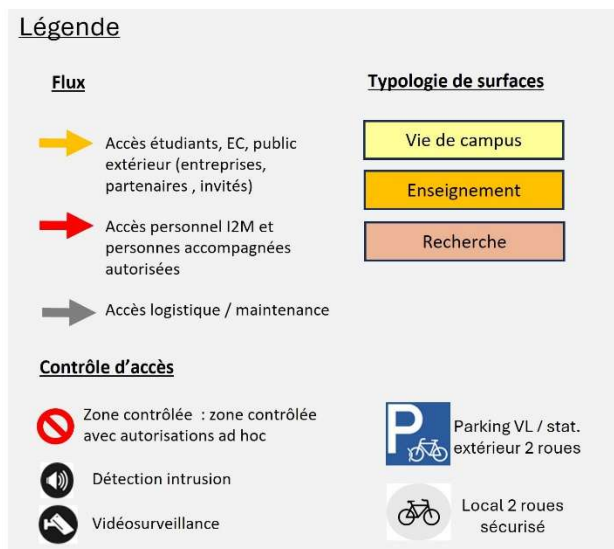 Légende
Flux
Accès étudiants, EC, public
extérieur (entreprises,
partenaires , invités)
Accès personnel I2M et
personnes accompagnées
autorisées
Accès logistique / maintenance
Typologie de surfaces
Vie de campus
Enseignement
Recherche
Contrôle d'accès
Zone contrôlée : zone contrôlée
avec autorisations ad hoc
Détection intrusion
Vidéosurveillance
P
Parking VL / stat.
extérieur 2 roues
Local 2 roues
sécurisé